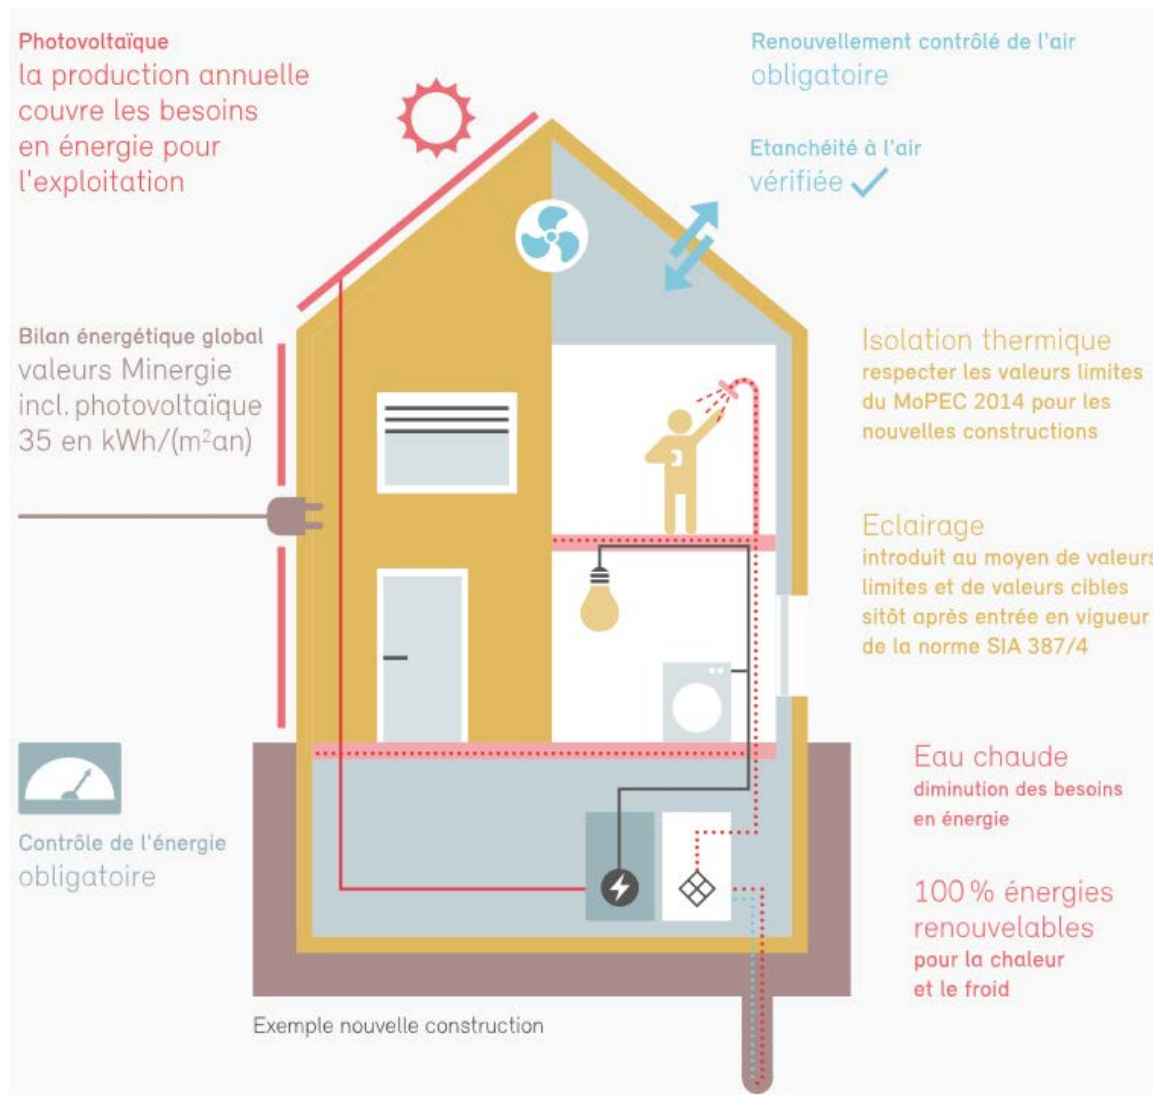 Photovoltaïque
la production annuelle
couvre les besoins
en énergie pour
l'exploitation
Renouvellement contrôlé de l'air
obligatoire
Etanchéité à l'air
vérifiée
Bilan énergétique global
valeurs Minergie
incl. photovoltaïque
35 en kWh/(m²an)
Isolation thermique
respecter les valeurs limites
du MoPEC 2014 pour les
nouvelles constructions
Eclairage
introduit au moyen de valeurs
limites et de valeurs cibles
sitôt après entrée en vigueur
de la norme SIA 387/4
Contrôle de l'énergie
obligatoire
Eau chaude
diminution des besoins
en énergie
100 % énergies
renouvelables
pour la chaleur
et le froid
Exemple nouvelle construction